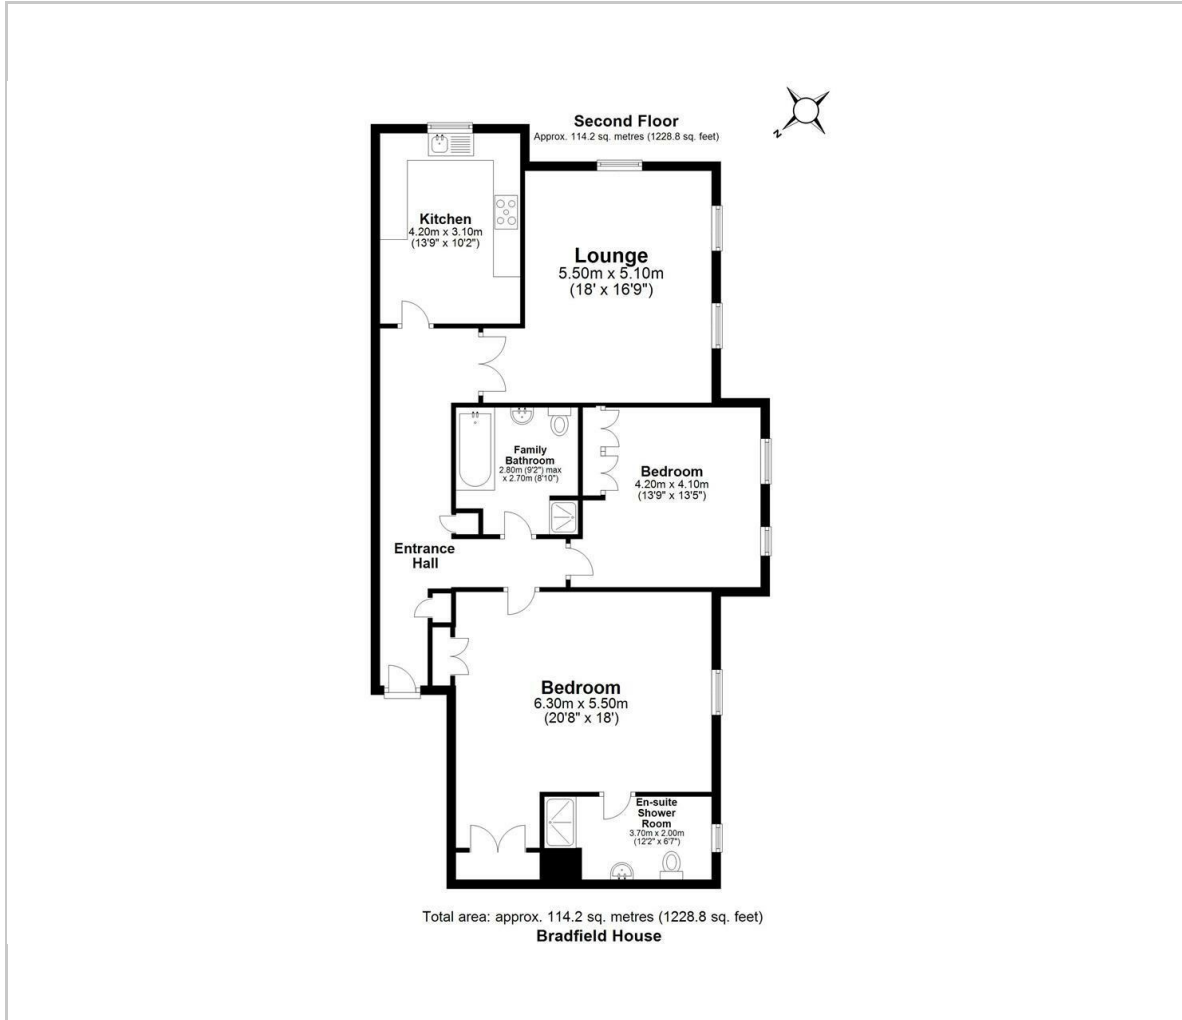 Second Floor
Approx. 114.2 sq. metres (1228.8 sq. feet)
N
Kitchen
4.20m x 3.10m
(13'9" x 10'2")
Lounge
5.50m x 5.10m
(18' x 16'9")
Family
Bathroom
2.80m (9'2") max
x 2.70m (8'10")
Bedroom
4.20m x 4.10m
(13'9" x 13'5")
Entrance
Hall
Bedroom
6.30m x 5.50m
(20'8" x 18')
En-suite
Shower
Room
3.70m x 2.00m
(12'2" x 6'7")
Total area: approx. 114.2 sq. metres (1228.8 sq. feet)
Bradfield House